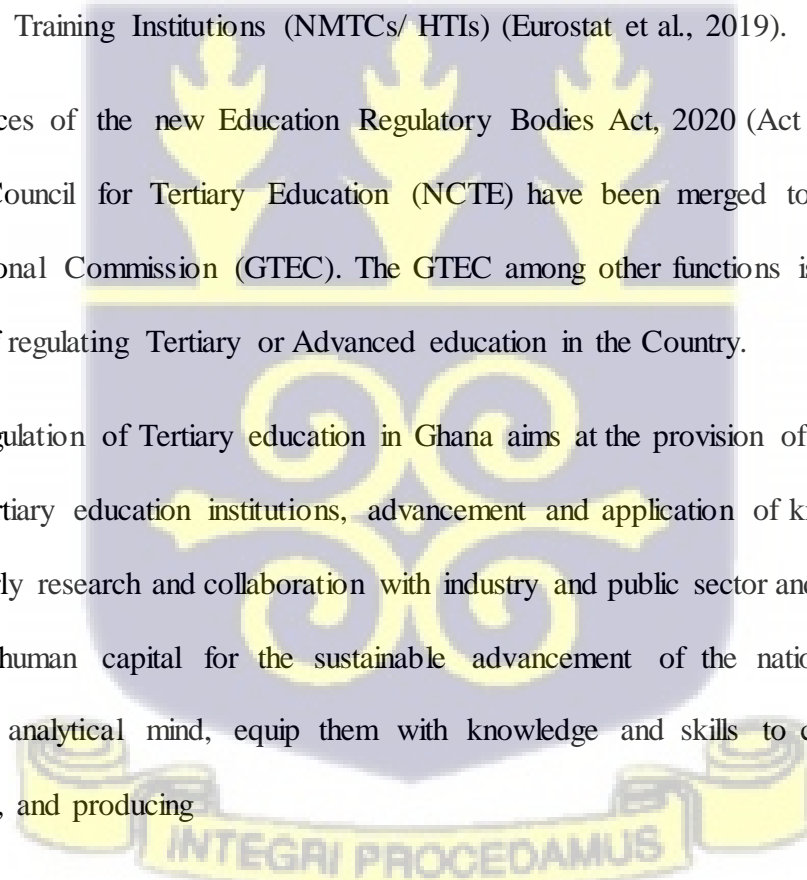 Training Institutions (NMTCs/ HTIs) (Eurostat et al., 2019).
ces of the new Education Regulatory Bodies Act, 2020 (Act
Council for Tertiary Education (NCTE) have been merged to
onal Commission (GTEC). The GTEC among other functions is
f regulating Tertiary or Advanced education in the Country.
gulation of Tertiary education in Ghana aims at the provision of
rtiary education institutions, advancement and application of k
rly research and collaboration with industry and public sector and
human capital for the sustainable advancement of the natio
analytical mind, equip them with knowledge and skills to
, and producing
INTEGRI PROCEDAMUS